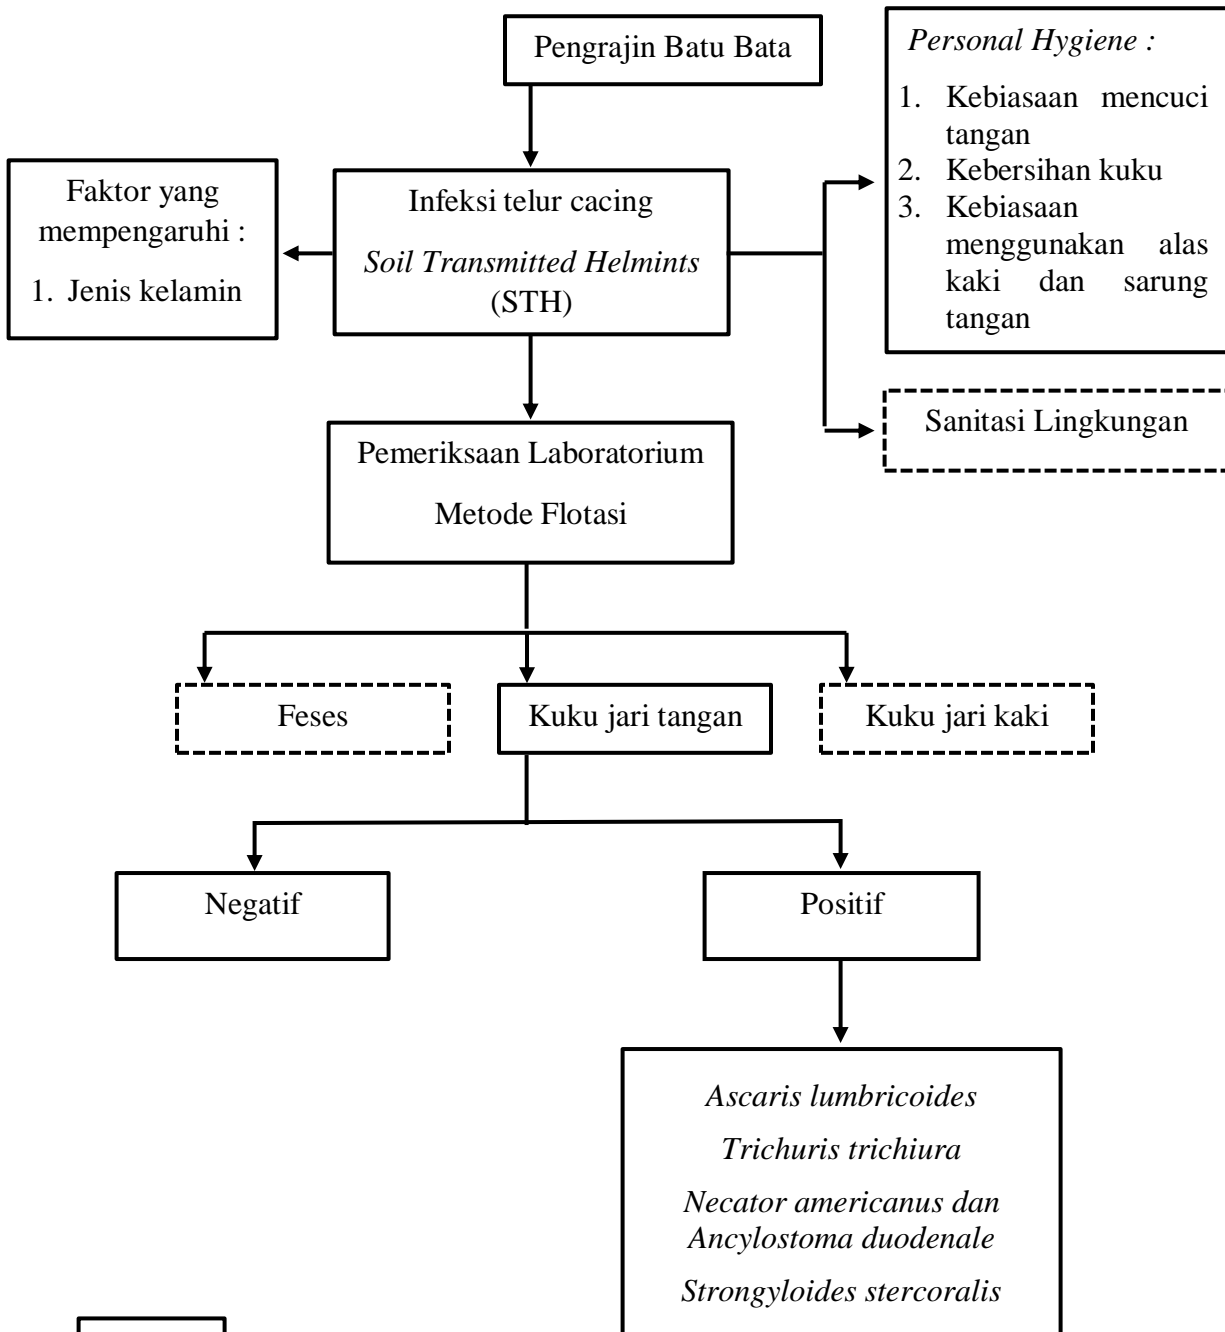 Pengrajin Batu Bata
Personal Hygiene :
1. Kebiasaan mencuci
tangan
2. Kebersihan kuku
3. Kebiasaan
menggunakan alas
kaki dan sarung
tangan
Faktor yang
mempengaruhi :
1. Jenis kelamin
Infeksi telur cacing
Soil Transmitted Helmints
(STH)
Sanitasi Lingkungan
Pemeriksaan Laboratorium
Metode Flotasi
Feses
Kuku jari tangan
Kuku jari kaki
Negatif
Positif
Ascaris lumbricoides
Trichuris trichiura
Necator americanus dan
Ancylostoma duodenale
Strongyloides stercoralis